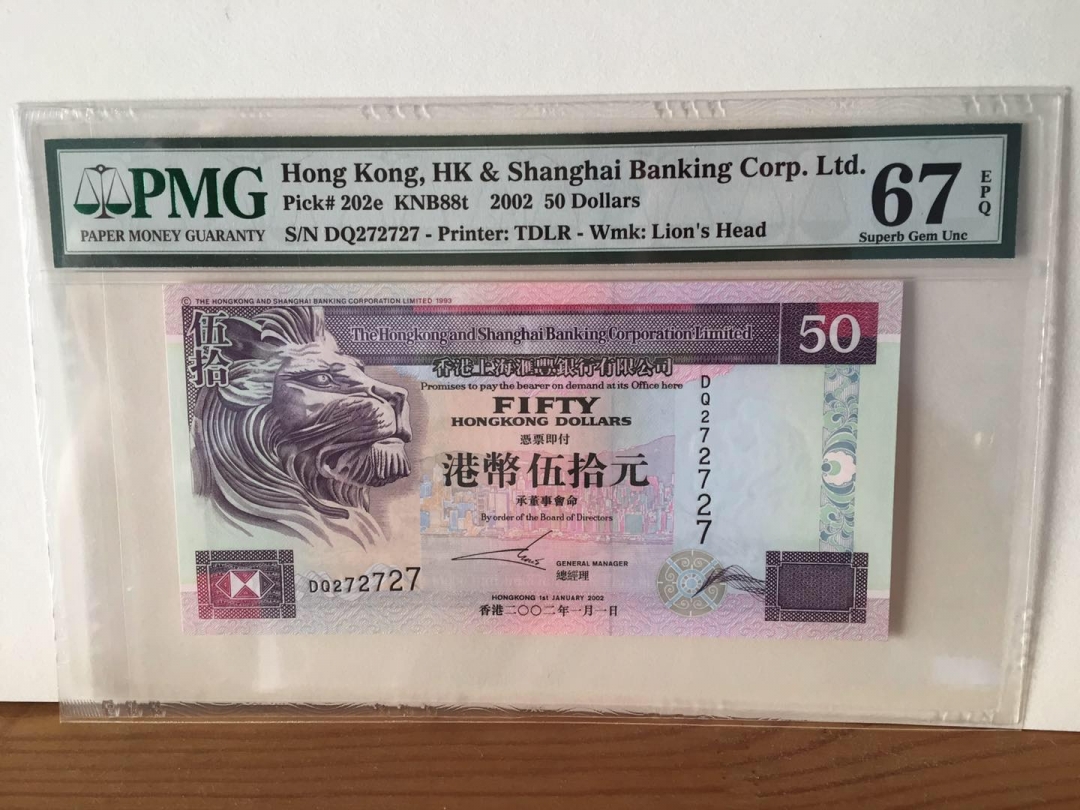 PMG
PAPER MONEY GUARANTY
Hong Kong, HK & Shanghai Banking Corp. Ltd.
Pick# 202e KNB88t 2002 50 Dollars
S/N DQ272727 - Printer: TDLR - Wmk: Lion's Head
67
EPQ
Superb Gem Unc
© THE HONGKONG AND SHANGHAI BANKING CORPORATION LIMITED 1993
伍拾
The Hongkong and Shanghai Banking Corporation Limited
50
香港上海滙豐銀行有限公司
Promises to pay the bearer on demand at its Office here
FIFTY
HONGKONG DOLLARS
憑票即付
港幣伍拾元
承董事會命
By order of the Board of Directors
DQ272727
GENERAL MANAGER
總經理
DQ272727
HONGKONG 1st JANUARY 2002
香港二〇〇二年一月一日